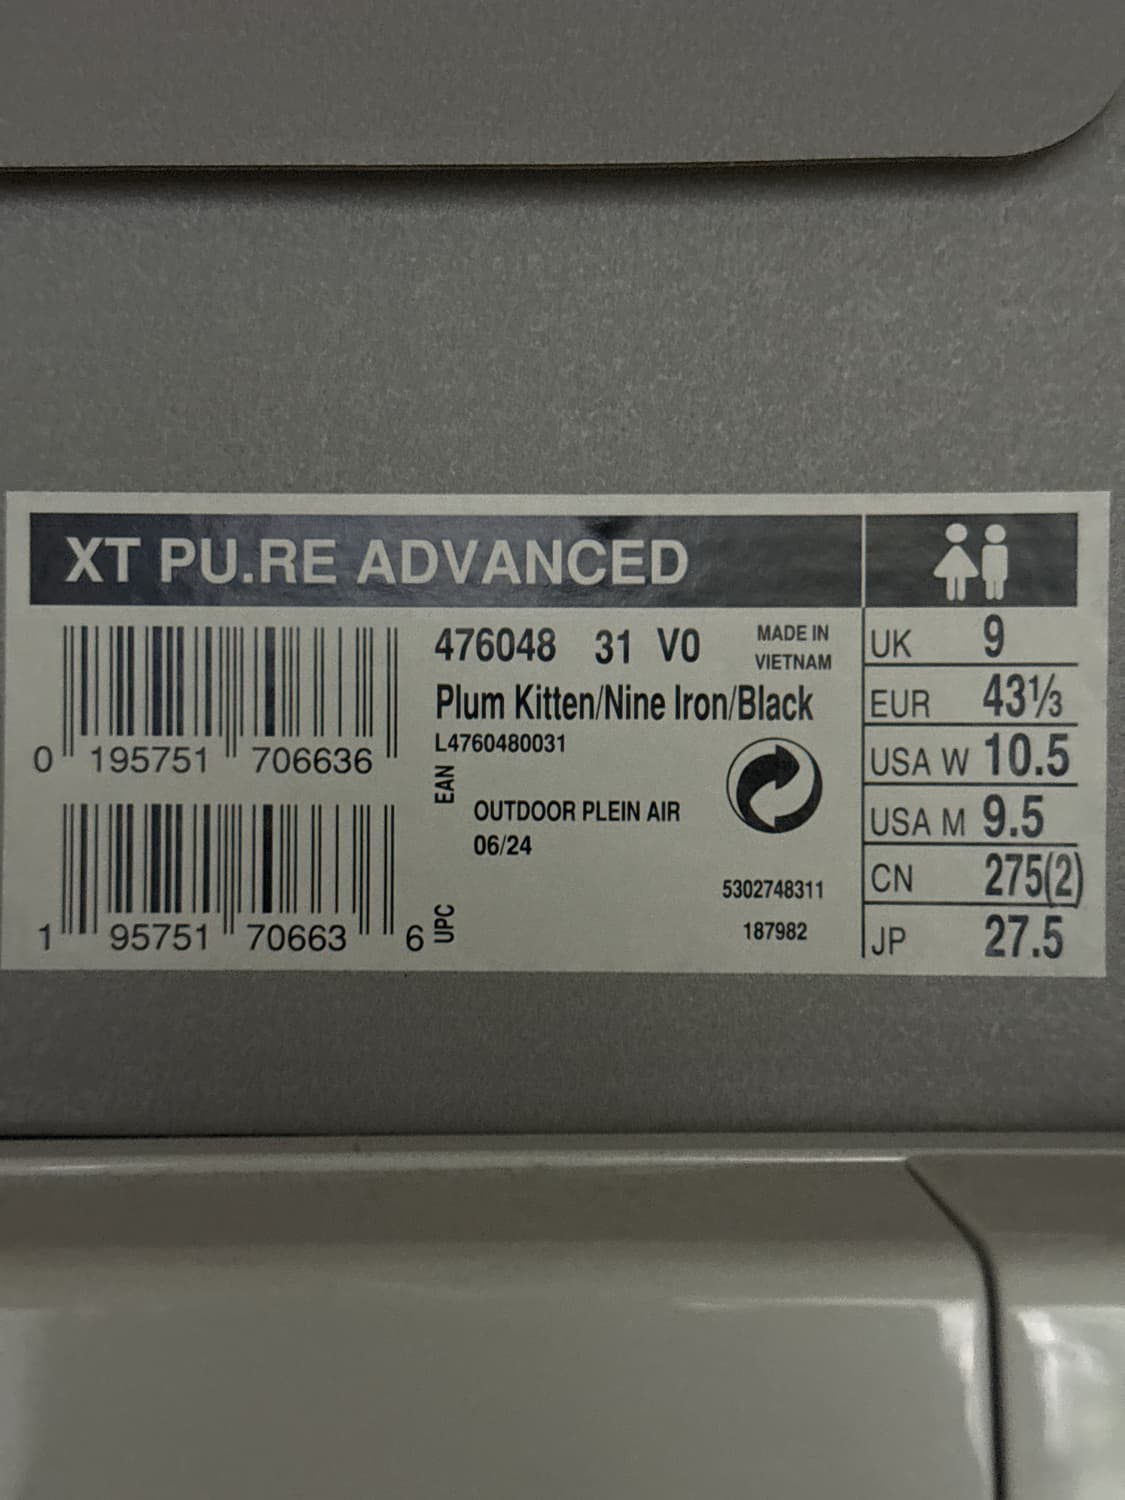 XT PU.RE ADVANCED
0 195751 706636
EAN
1 95751 70663 6
UPC
476048 31 V0
MADE IN
VIETNAM
Plum Kitten/Nine Iron/Black
L4760480031
OUTDOOR PLEIN AIR
06/24
5302748311
187982
UK 9
EUR 43⅓
USA W 10.5
USA M 9.5
CN 275(2)
JP 27.5